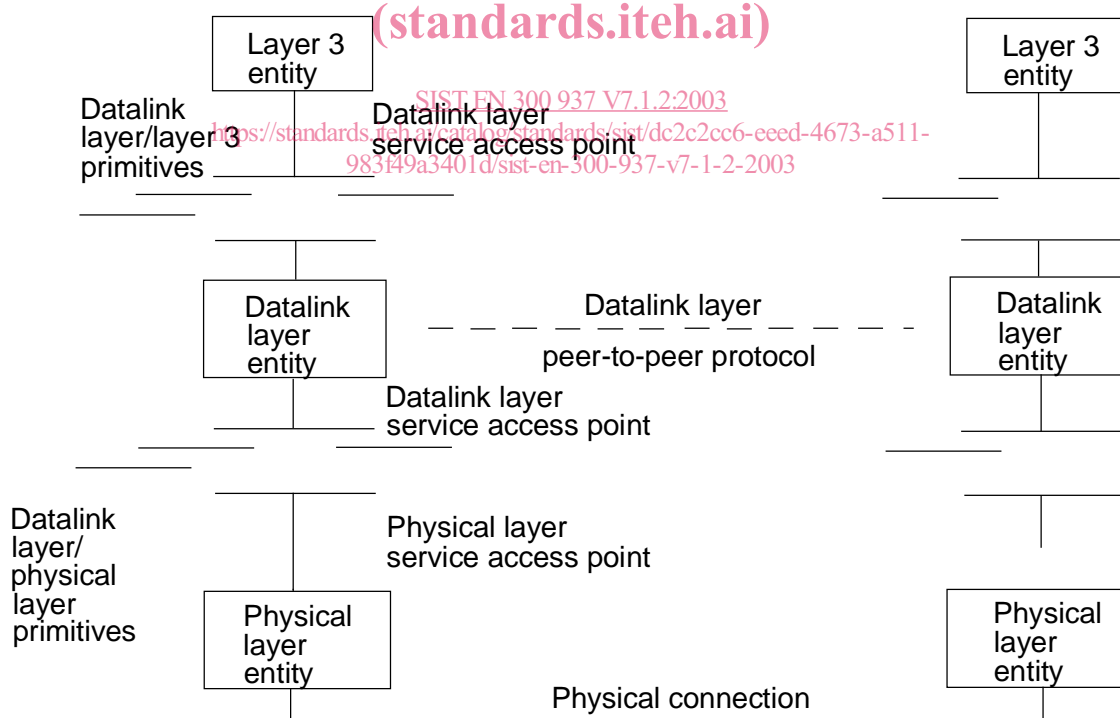 (standards.iteh.ai)
Layer 3
entity
Layer 3
entity
SIST EN 300 937 V7.1.2:2003
https://standards.iteh.ai/catalog/standards/sist/dc2c2cc6-eeed-4673-a511-
983f49a3401d/sist-en-300-937-v7-1-2-2003
Datalink
layer/layer 3
primitives
Datalink layer
service access point
Datalink
layer
entity
Datalink layer
peer-to-peer protocol
Datalink
layer
entity
Datalink layer
service access point
Datalink
layer/
physical
layer
primitives
Physical layer
service access point
Physical
layer
entity
Physical
layer
entity
Physical connection